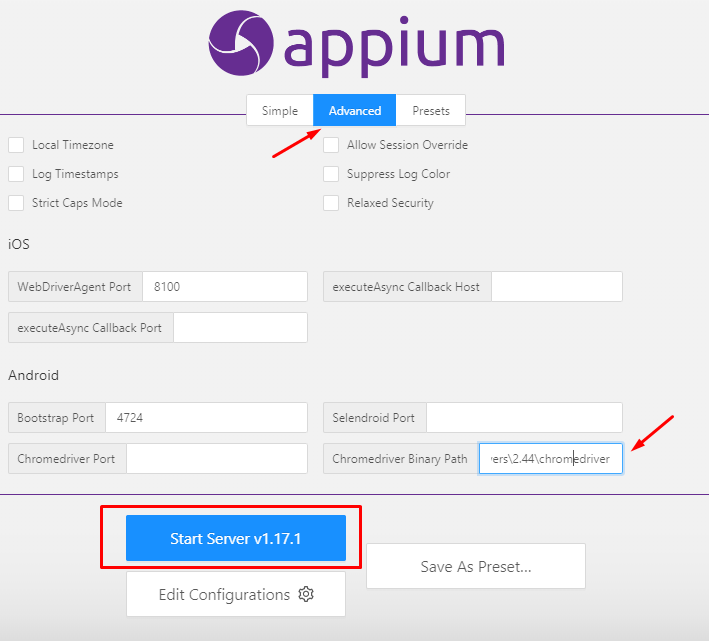 appium
Simple Advanced Presets
Local Timezone Allow Session Override
Log Timestamps Suppress Log Color
Strict Caps Mode Relaxed Security
iOS
WebDriverAgent Port 8100 executeAsync Callback Host
executeAsync Callback Port
Android
Bootstrap Port 4724 Selendroid Port
Chromedriver Port Chromedriver Binary Path vers\2.44\chromedriver
Start Server v1.17.1
Save As Preset...
Edit Configurations